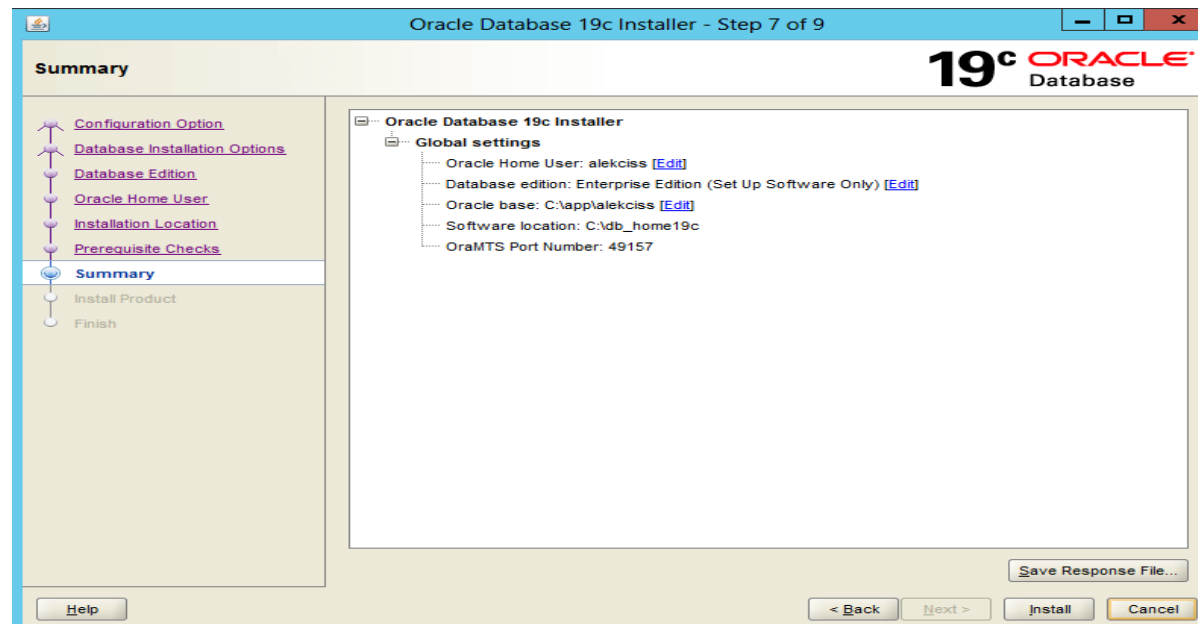 Oracle Database 19c Installer - Step 7 of 9
Summary
19c ORACLE
Database
Configuration Option
Database Installation Options
Database Edition
Oracle Home User
Installation Location
Prerequisite Checks
Summary
Install Product
Finish
Oracle Database 19c Installer
Global settings
Oracle Home User: alekciss [Edit]
Database edition: Enterprise Edition (Set Up Software Only) [Edit]
Oracle base: C:\app\alekciss [Edit]
Software location: C:\db_home19c
OraMTS Port Number: 49157
Save Response File...
Help
< Back
Next >
Install
Cancel